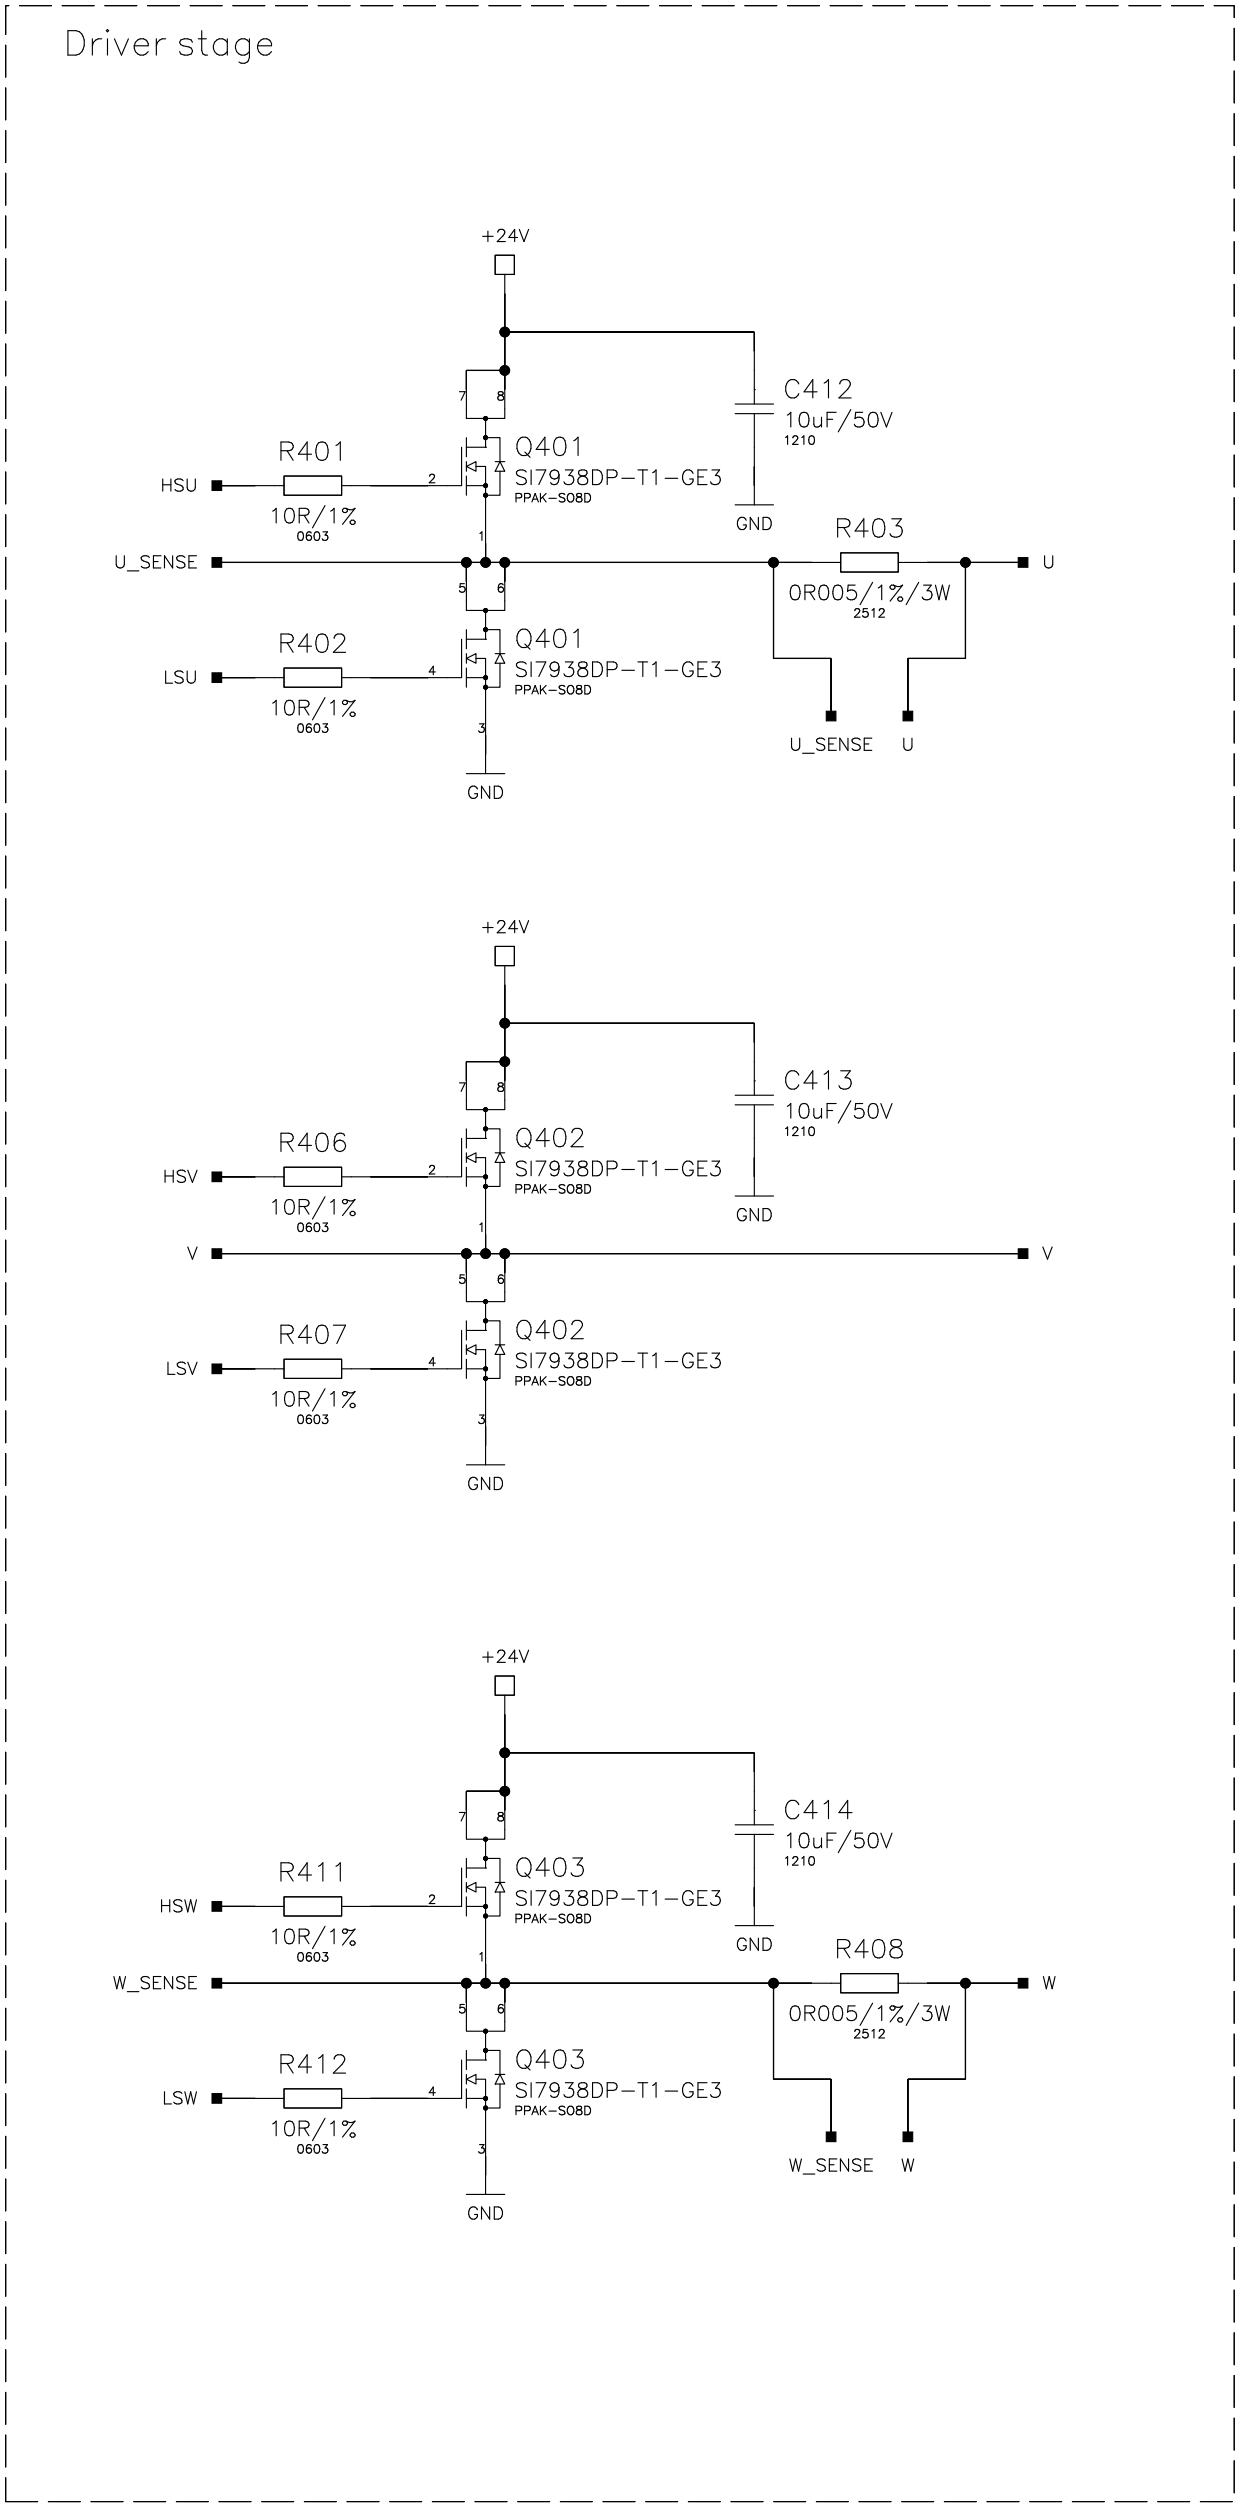 Driver stage
+24V
7 8
C412
10uF/50V
1210
R401
Q401
HSU
2
SI7938DP-T1-GE3
PPAK-SO8D
10R/1%
0603
GND
1
R403
U_SENSE
U
5 6
0R005/1%/3W
2512
R402
Q401
LSU
4
SI7938DP-T1-GE3
PPAK-SO8D
10R/1%
0603
3
U_SENSE U
GND
+24V
7 8
C413
10uF/50V
1210
R406
Q402
HSV
2
SI7938DP-T1-GE3
PPAK-SO8D
10R/1%
0603
GND
1
V
V
5 6
R407
Q402
LSV
4
SI7938DP-T1-GE3
PPAK-SO8D
10R/1%
0603
3
GND
+24V
7 8
C414
10uF/50V
1210
R411
Q403
HSW
2
SI7938DP-T1-GE3
PPAK-SO8D
10R/1%
0603
GND
1
R408
W_SENSE
W
5 6
0R005/1%/3W
2512
R412
Q403
LSW
4
SI7938DP-T1-GE3
PPAK-SO8D
10R/1%
0603
3
W_SENSE W
GND